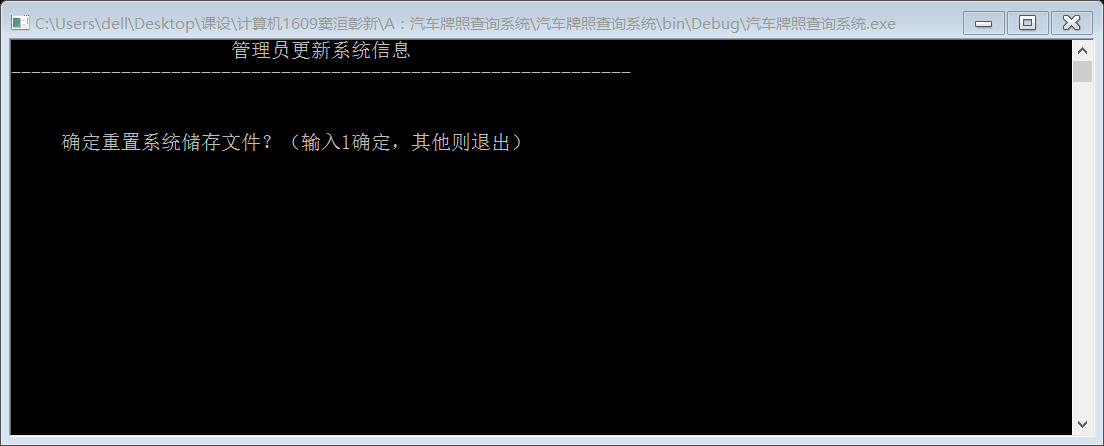 C:\Users\dell\Desktop\课设\计算机1609窦洹彰新\A：汽车牌照查询系统\汽车牌照查询系统\bin\Debug\汽车牌照查询系统.exe
管理员更新系统信息
--------------------------------------------------------------
确定重置系统储存文件？（输入1确定，其他则退出）